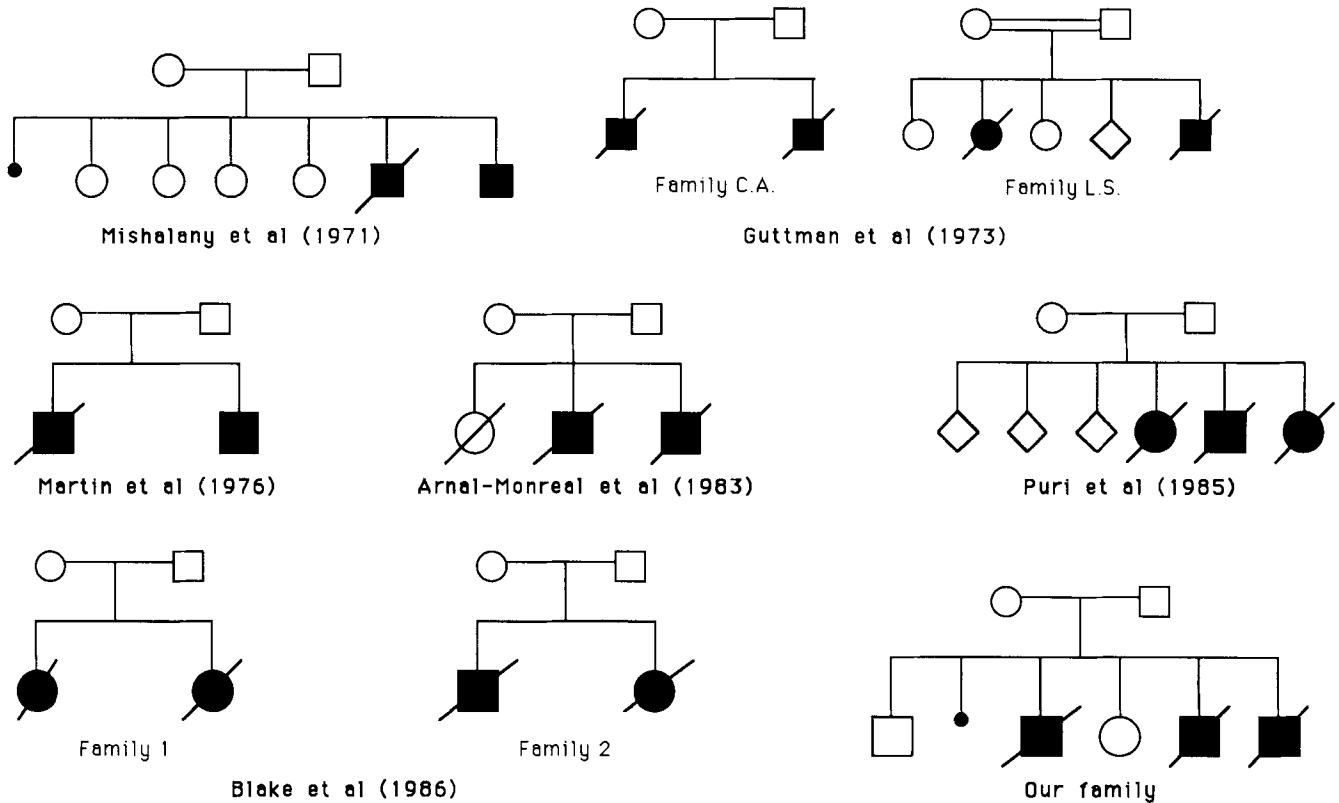 Family C.A.
Family L.S.
Mishalany et al (1971)
Guttman et al (1973)
Martin et al (1976)
Arnal-Monreal et al (1983)
Puri et al (1985)
Family 1
Family 2
Blake et al (1986)
Our family